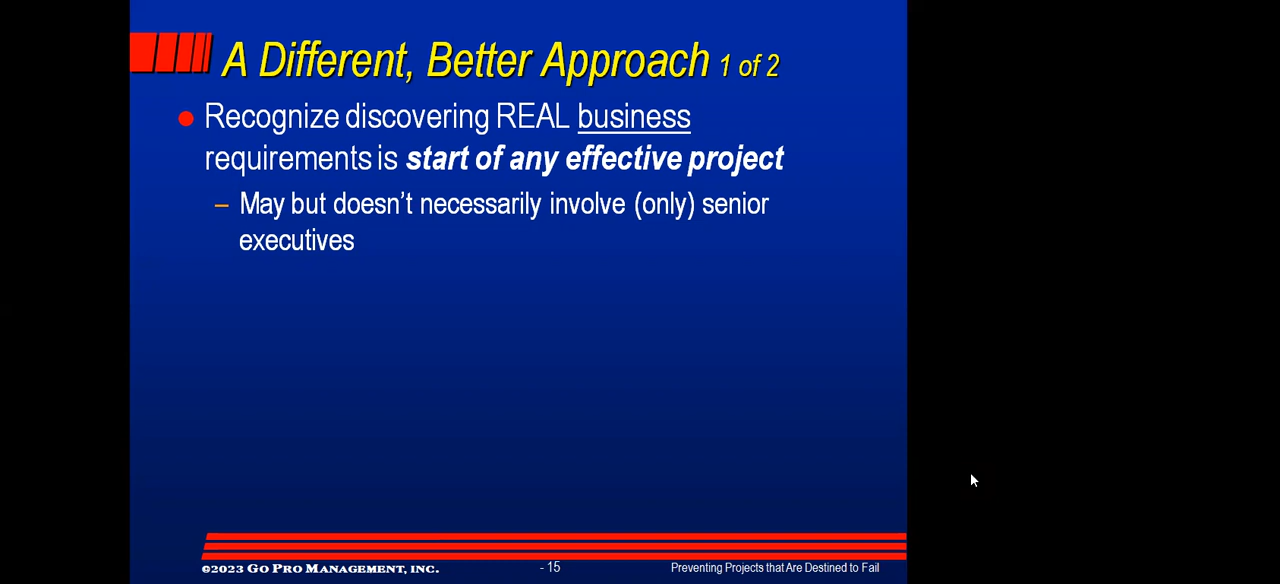 A Different, Better Approach 1 of 2
Recognize discovering REAL business
requirements is start of any effective project
– May but doesn’t necessarily involve (only) senior
executives
©2023 GO PRO MANAGEMENT, INC.
- 15
Preventing Projects that Are Destined to Fail